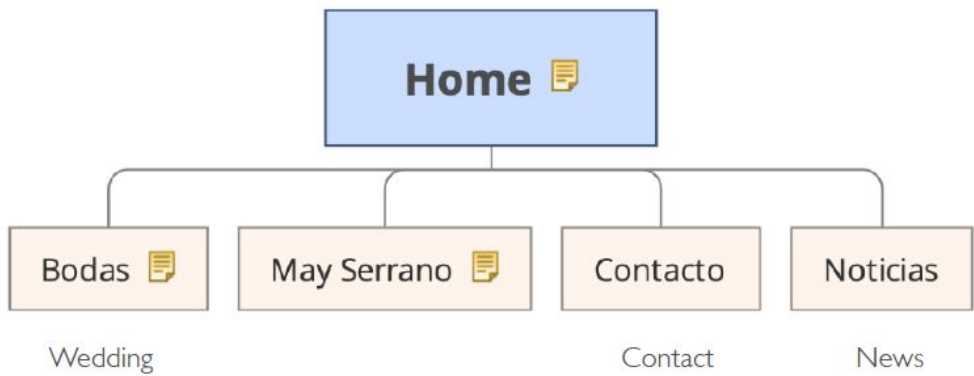 Home
Bodas
May Serrano
Contacto
Noticias
Wedding
Contact
News